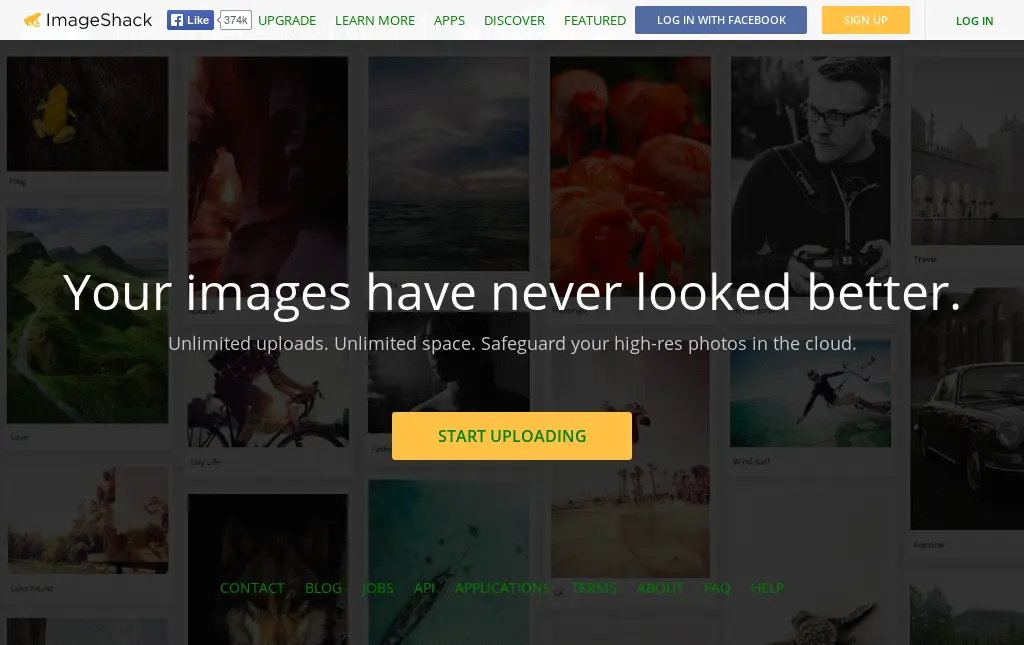 ImageShack
Like
374k
UPGRADE
LEARN MORE
APPS
DISCOVER
FEATURED
LOG IN WITH FACEBOOK
SIGN UP
LOG IN
Canon
Frog
Travel
Your images have never looked better.
Unlimited uploads. Unlimited space. Safeguard your high-res photos in the cloud.
START UPLOADING
Love
City Life
Wind Surf
Porsche
Lake house
CONTACT BLOG JOBS API APPLICATIONS TERMS ABOUT FAQ HELP